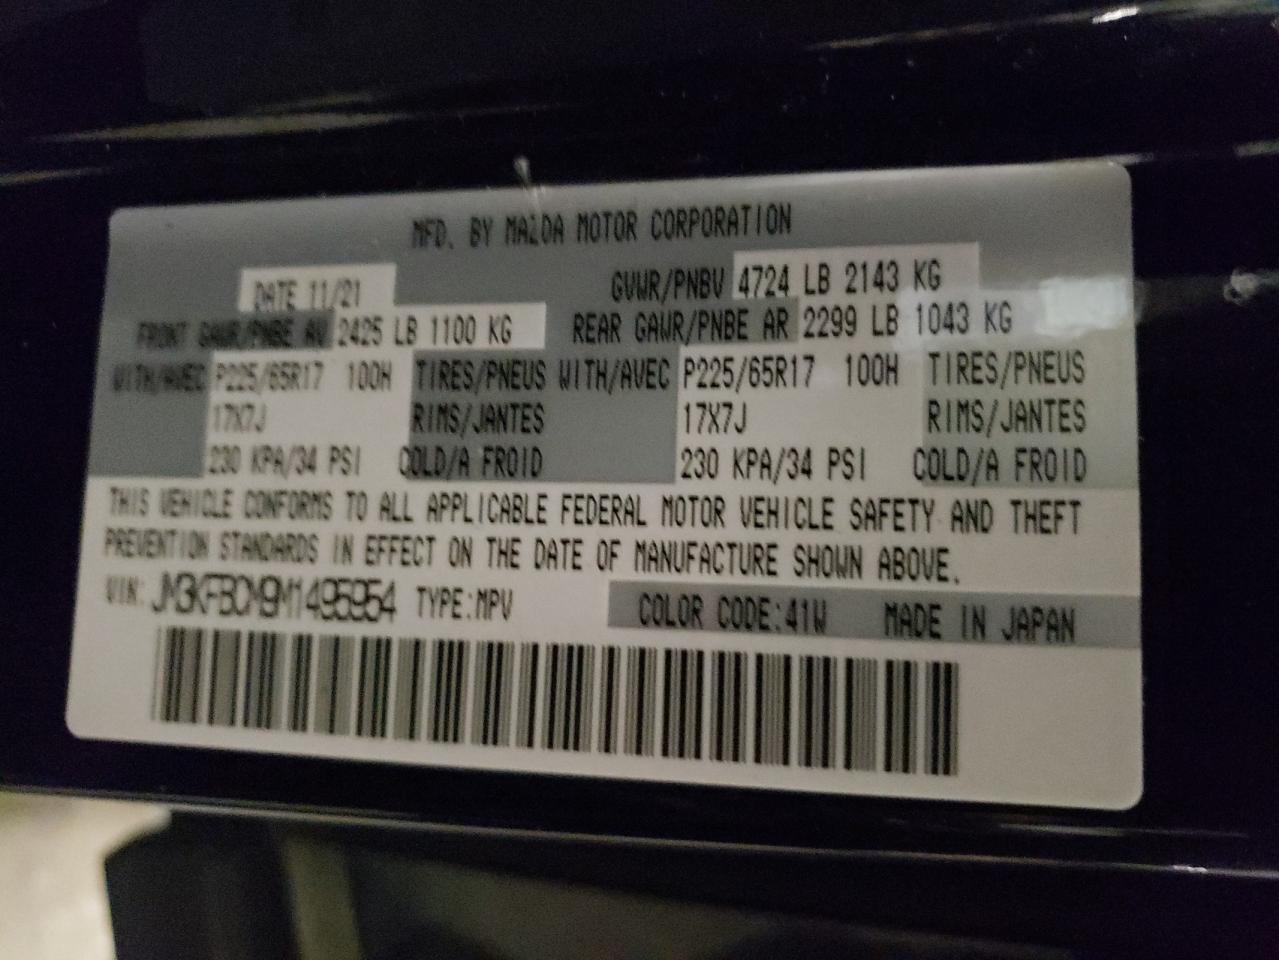 MFD. BY MAZDA MOTOR CORPORATION
DATE 11/21 GVWR/PNBV 4724 LB 2143 KG
FRONT GAWR/PNBE AV 2425 LB 1100 KG REAR GAWR/PNBE AR 2299 LB 1043 KG
WITH/AVEC P225/65R17 100H TIRES/PNEUS WITH/AVEC P225/65R17 100H TIRES/PNEUS
17X7J RIMS/JANTES 17X7J RIMS/JANTES
230 KPA/34 PSI COLD/A FROID 230 KPA/34 PSI COLD/A FROID
THIS VEHICLE CONFORMS TO ALL APPLICABLE FEDERAL MOTOR VEHICLE SAFETY AND THEFT
PREVENTION STANDARDS IN EFFECT ON THE DATE OF MANUFACTURE SHOWN ABOVE.
VIN: JM3KFBCM9M1495954 TYPE:MPV COLOR CODE:41W MADE IN JAPAN